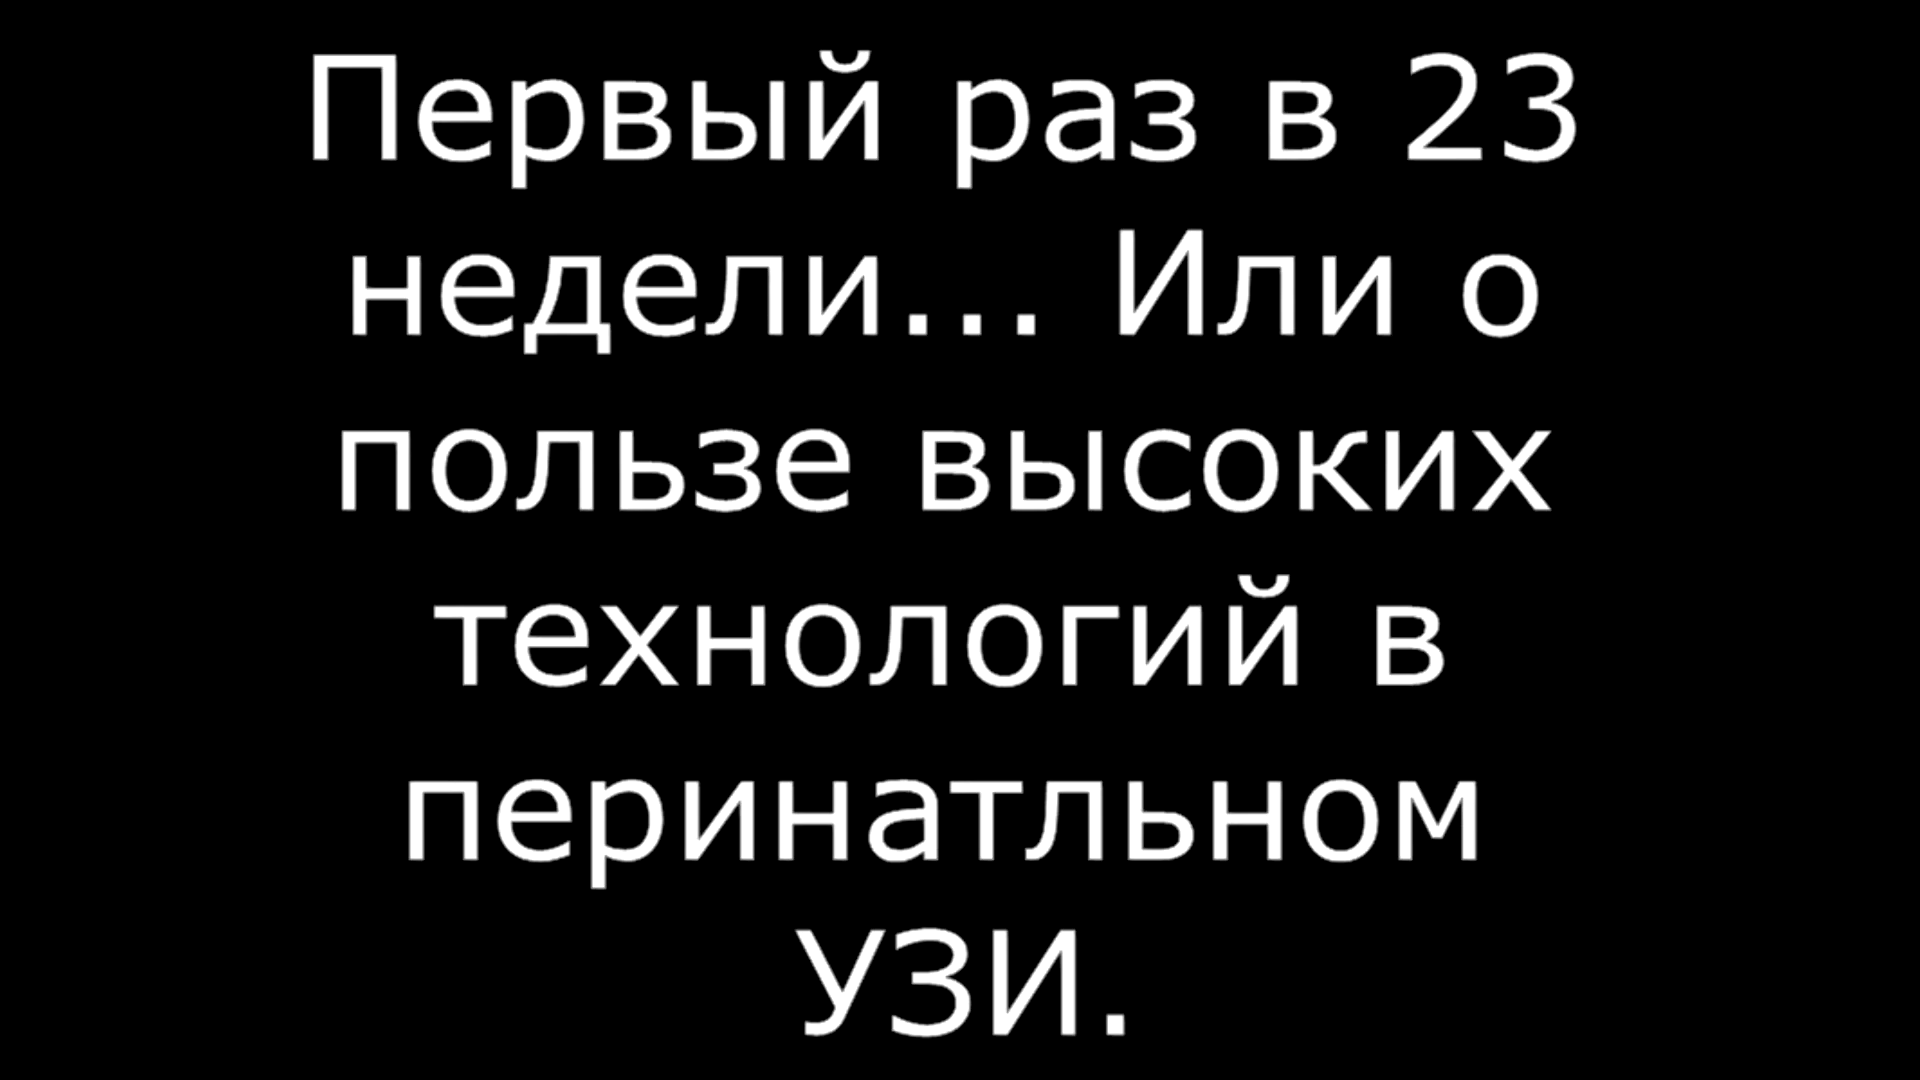 Первый раз в 23
недели... Или о
пользе высоких
технологий в
перинатльном
УЗИ.